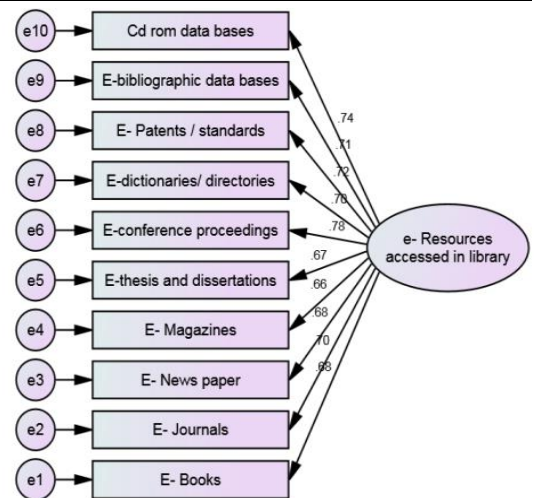 e10
Cd rom data bases
e9
E-bibliographic data bases
e8
E- Patents / standards
e7
E-dictionaries/ directories
e6
E-conference proceedings
e5
E-thesis and dissertations
e4
E- Magazines
e3
E- News paper
e2
E- Journals
e1
E- Books
.74
.71
.72
.70
.78
.67
.66
.68
.70
.68
e- Resources
accessed in library